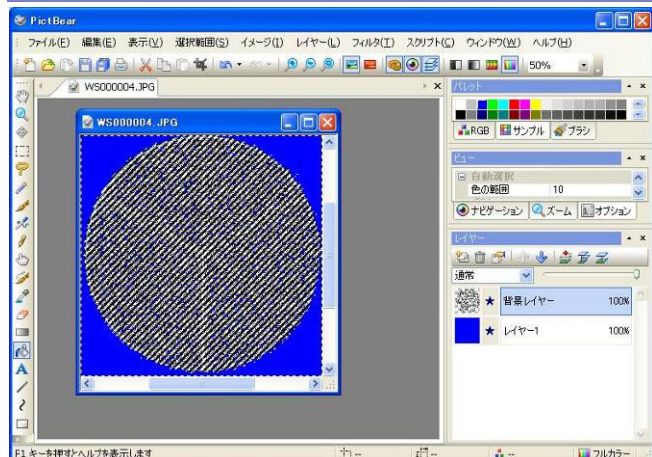 PictBear
ファイル(F) 編集(E) 表示(V) 選択範囲(S) イメージ(I) レイヤー(L) フィルタ(T) スクリプト(C) ウィンドウ(W) ヘルプ(H)
50%
WS000004.JPG
WS000004.JPG
パレット
RGB サンプル ブラシ
ビュー
自動選択
色の範囲 10
ナビゲーション ズーム オプション
レイヤー
通常
背景レイヤー 100%
レイヤー1 100%
A
F1 キーを押すとヘルプを表示します -- -- -- フルカラー